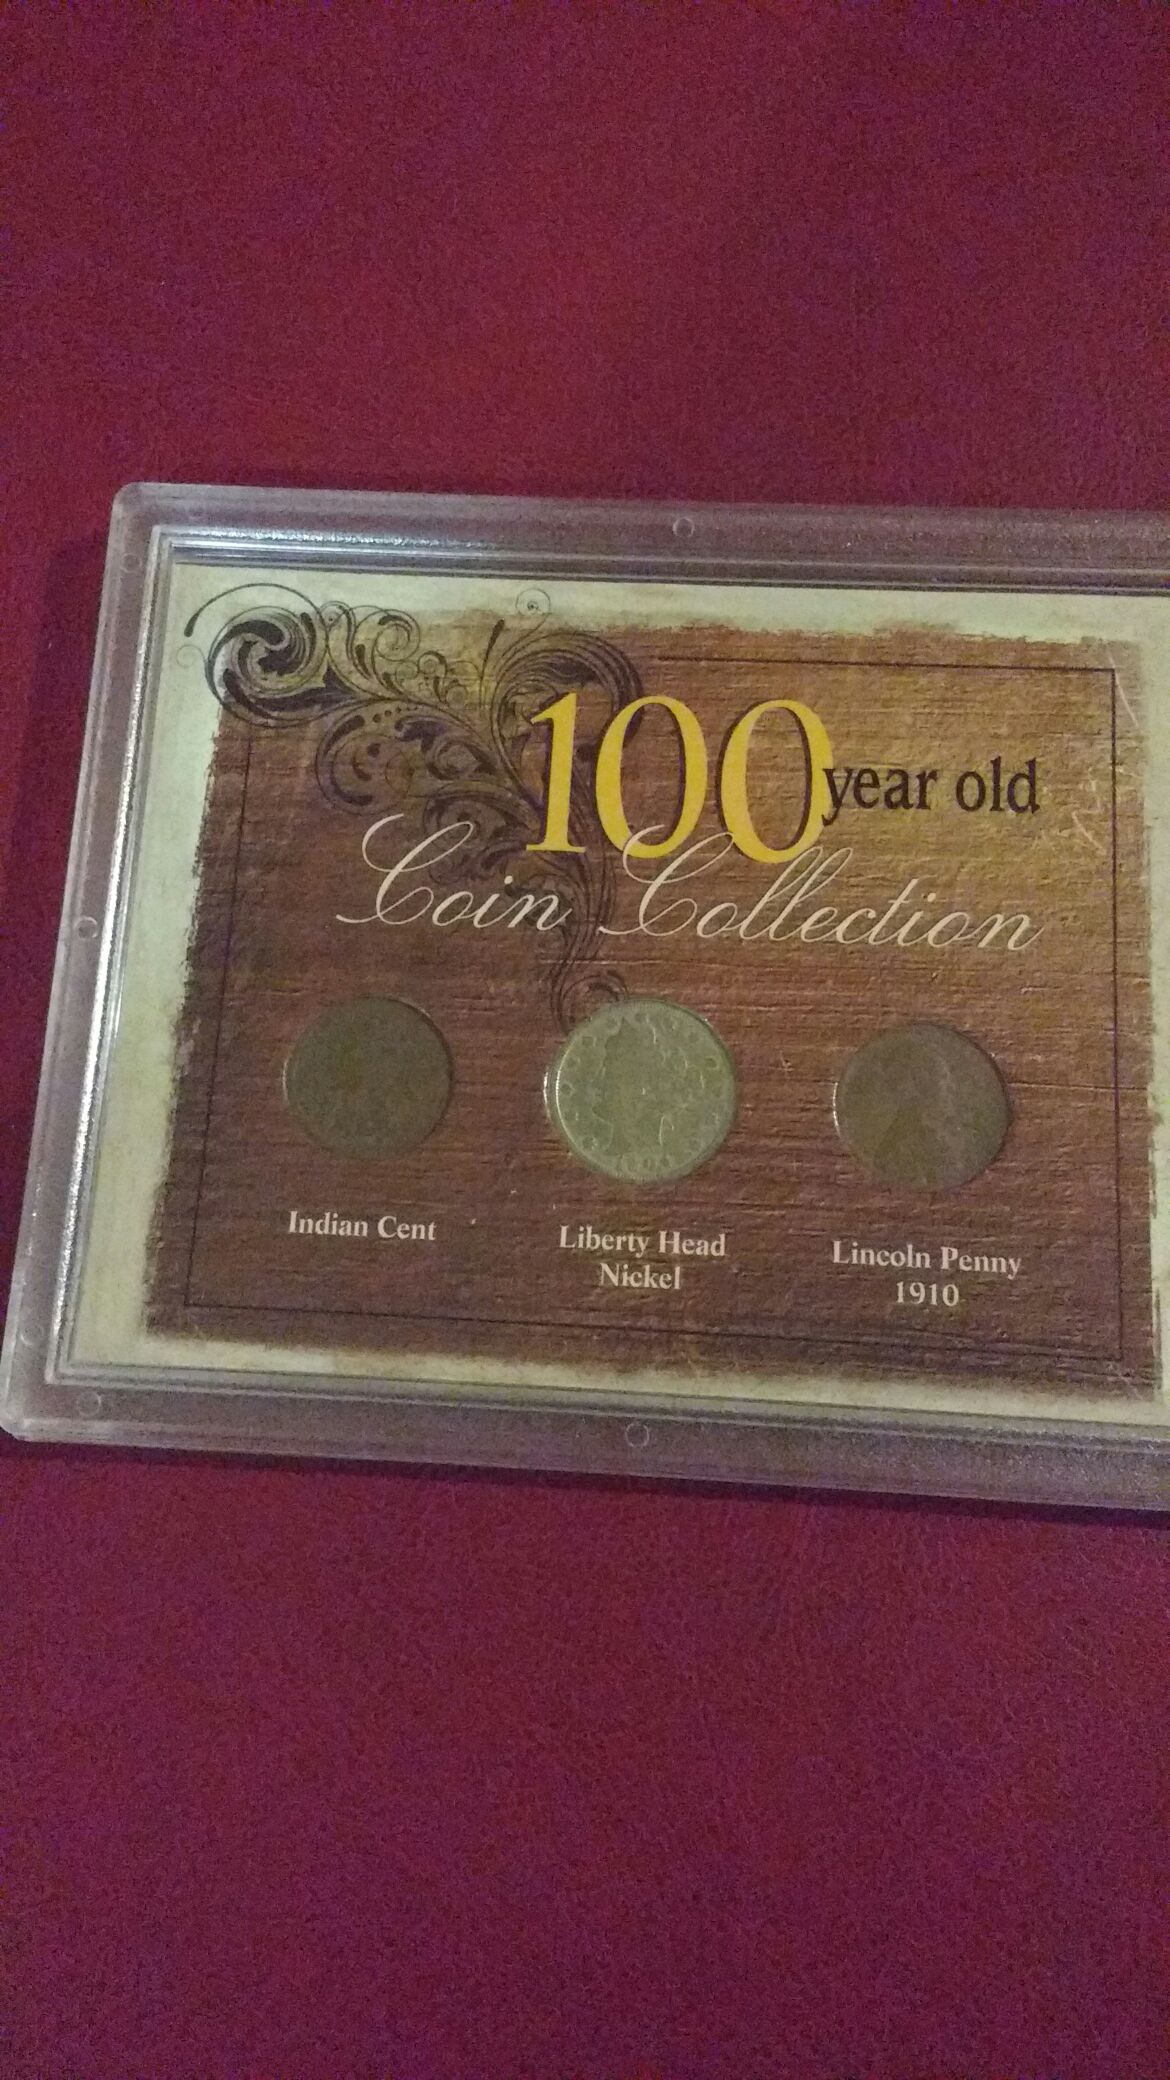 100 year old
Coin Collection
Indian Cent
Liberty Head
Nickel
Lincoln Penny
1910